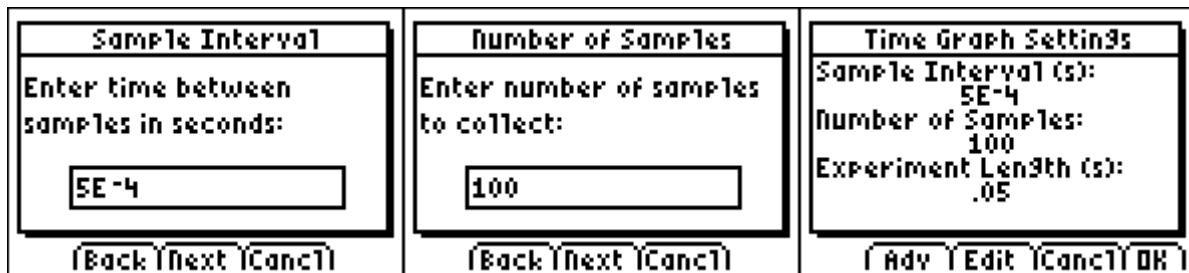 Sample Interval
Enter time between
samples in seconds:
5E-4
Back Next Cancl
Number of Samples
Enter number of samples
to collect:
100
Back Next Cancl
Time Graph Settings
Sample Interval (s):
5E-4
Number of Samples:
100
Experiment Length (s):
.05
Adv Edit Cancl OK